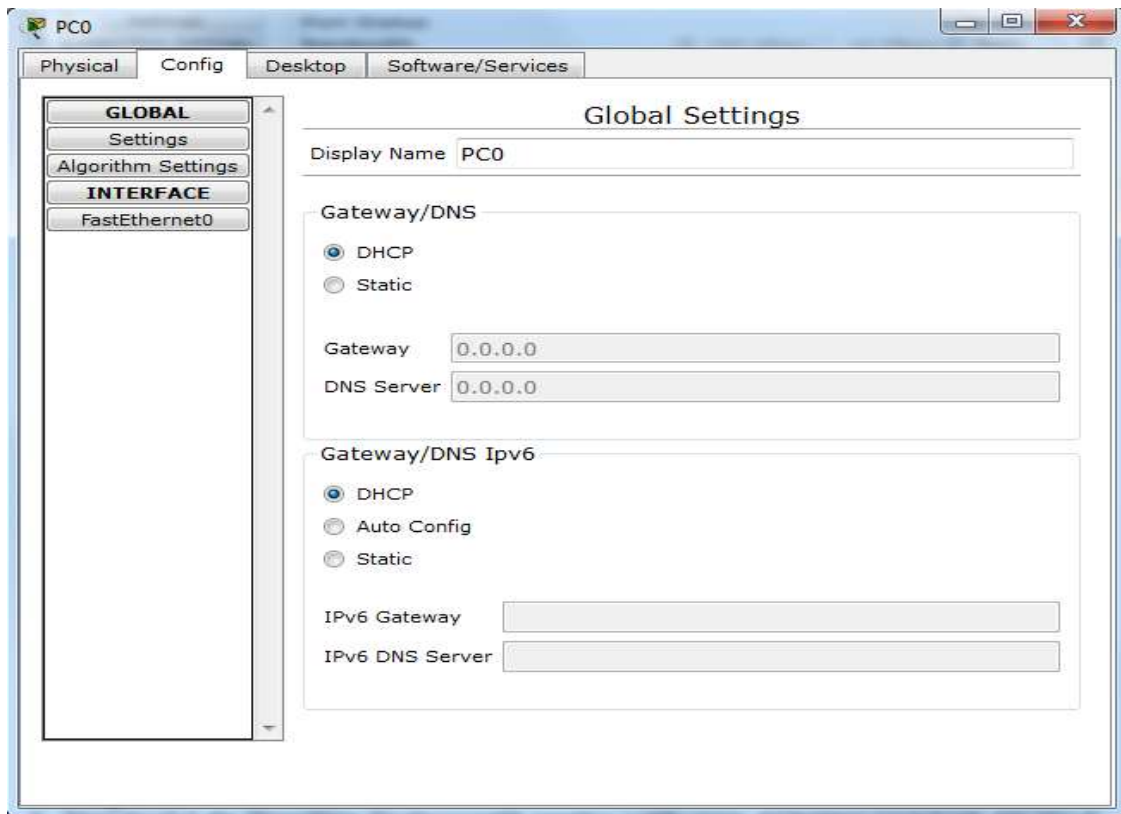 PC0
Physical Config Desktop Software/Services
GLOBAL
Settings
Algorithm Settings
INTERFACE
FastEthernet0
Global Settings
Display Name PC0
Gateway/DNS
DHCP
Static
Gateway 0.0.0.0
DNS Server 0.0.0.0
Gateway/DNS Ipv6
DHCP
Auto Config
Static
IPv6 Gateway
IPv6 DNS Server